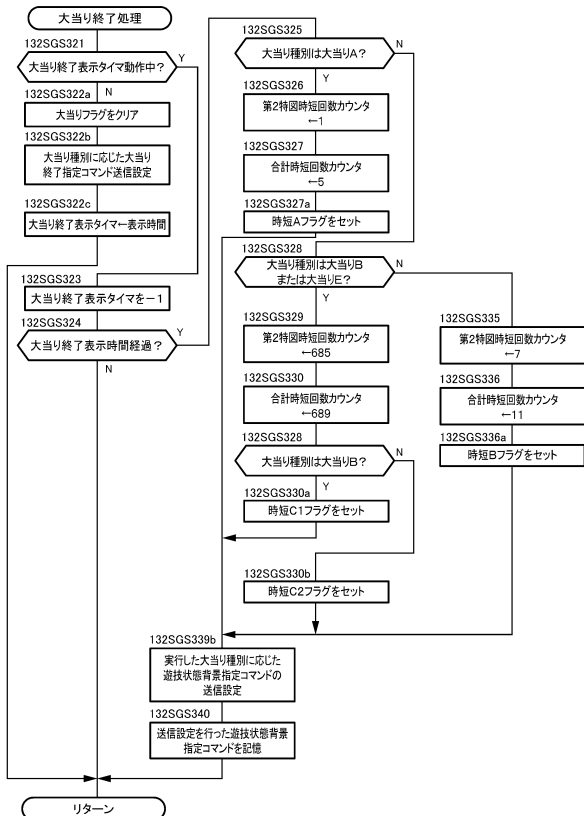 大当り終了処理
132SGS321
大当り終了表示タイマ動作中？
Y
N
132SGS322a
大当りフラグをクリア
132SGS322b
大当り種別に応じた大当り
終了指定コマンド送信設定
132SGS322c
大当り終了表示タイマ←表示時間
132SGS323
大当り終了表示タイマを－1
132SGS324
大当り終了表示時間経過？
Y
N
132SGS325
大当り種別は大当りA？
N
Y
132SGS326
第2特図時短回数カウンタ
←1
132SGS327
合計時短回数カウンタ
←5
132SGS327a
時短Aフラグをセット
132SGS328
大当り種別は大当りB
または大当りE？
N
Y
132SGS329
第2特図時短回数カウンタ
←685
132SGS330
合計時短回数カウンタ
←689
132SGS328
大当り種別は大当りB？
N
Y
132SGS330a
時短C1フラグをセット
132SGS330b
時短C2フラグをセット
132SGS335
第2特図時短回数カウンタ
←7
132SGS336
合計時短回数カウンタ
←11
132SGS336a
時短Bフラグをセット
132SGS339b
実行した大当り種別に応じた
遊技状態背景指定コマンドの
送信設定
132SGS340
送信設定を行った遊技状態背景
指定コマンドを記憶
リターン